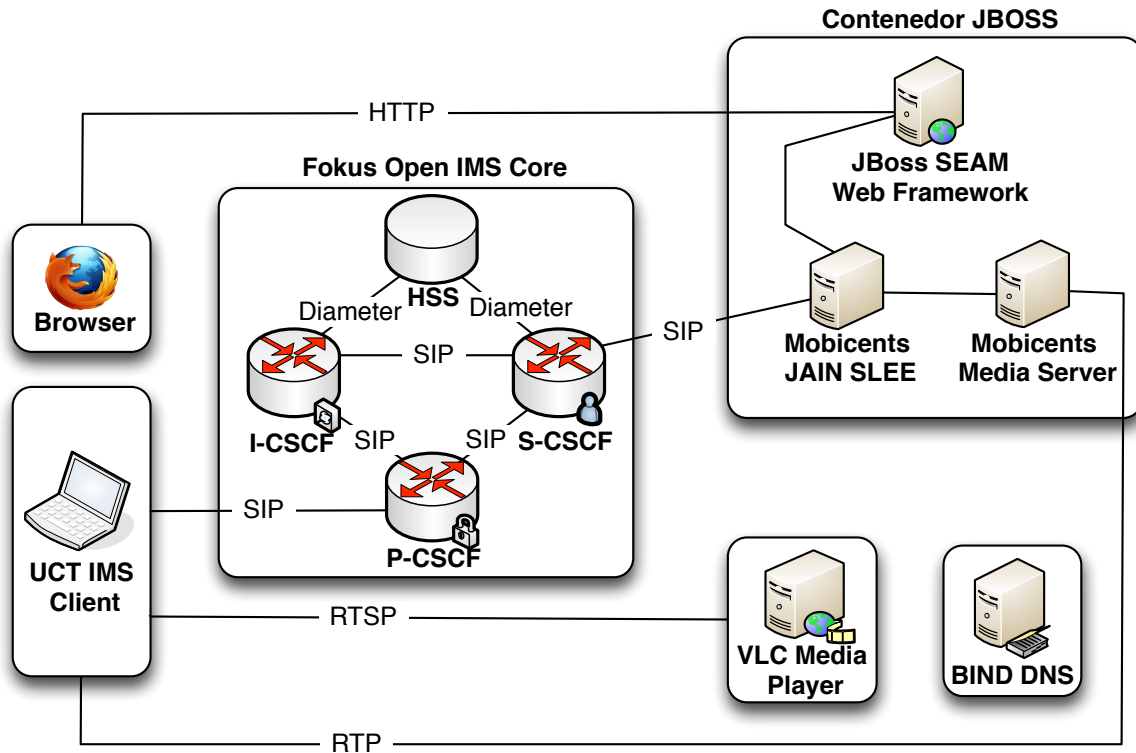 Contenedor JBOSS
HTTP
JBoss SEAM
Web Framework
Fokus Open IMS Core
HSS
Diameter
Diameter
Browser
SIP
SIP
Mobicents
JAIN SLEE
Mobicents
Media Server
I-CSCF
SIP
SIP
S-CSCF
SIP
P-CSCF
UCT IMS
Client
RTSP
VLC Media
Player
BIND DNS
RTP